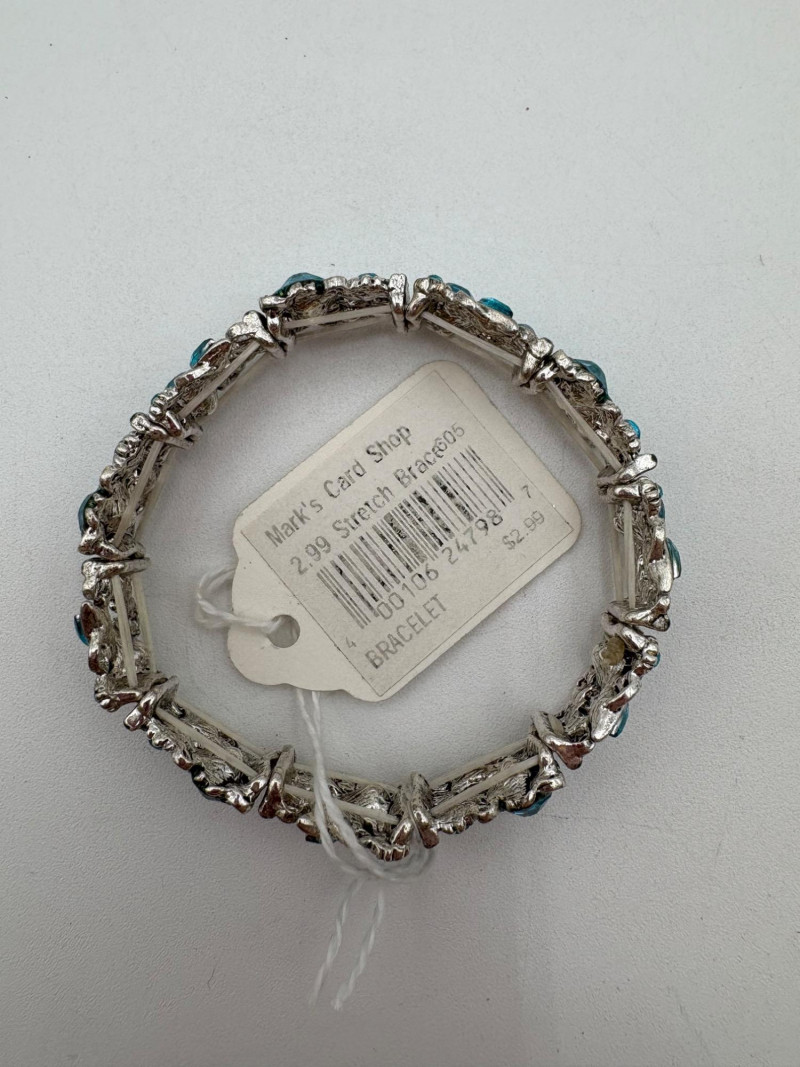 Mark's Card Shop
2.99 Stretch Brace605
4 00106 24798 7
BRACELET $2.99